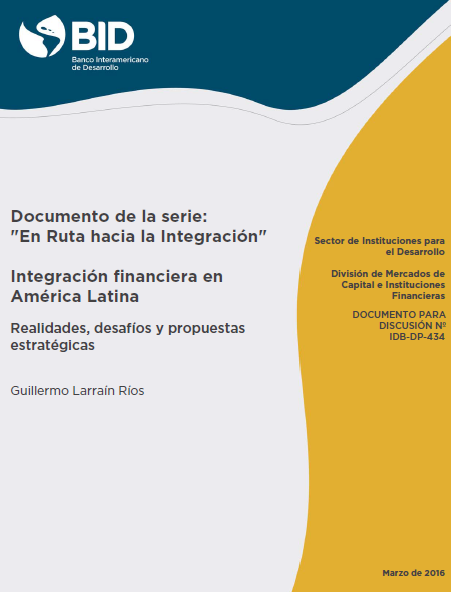 BID
Banco Interamericano
de Desarrollo
Documento de la serie:
"En Ruta hacia la Integración"
Integración financiera en
América Latina
Realidades, desafíos y propuestas
estratégicas
Guillermo Larraín Ríos
Sector de Instituciones para
el Desarrollo
División de Mercados de
Capital e Instituciones
Financieras
DOCUMENTO PARA
DISCUSIÓN Nº
IDB-DP-434
Marzo de 2016